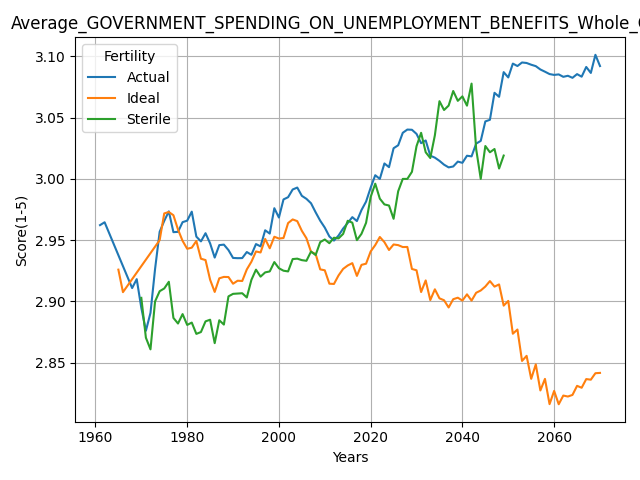 Average_GOVERNMENT_SPENDING_ON_UNEMPLOYMENT_BENEFITS_Whole_
Fertility
Actual
Ideal
Sterile
3.10
3.05
3.00
2.95
2.90
2.85
Score(1-5)
1960 1980 2000 2020 2040 2060
Years